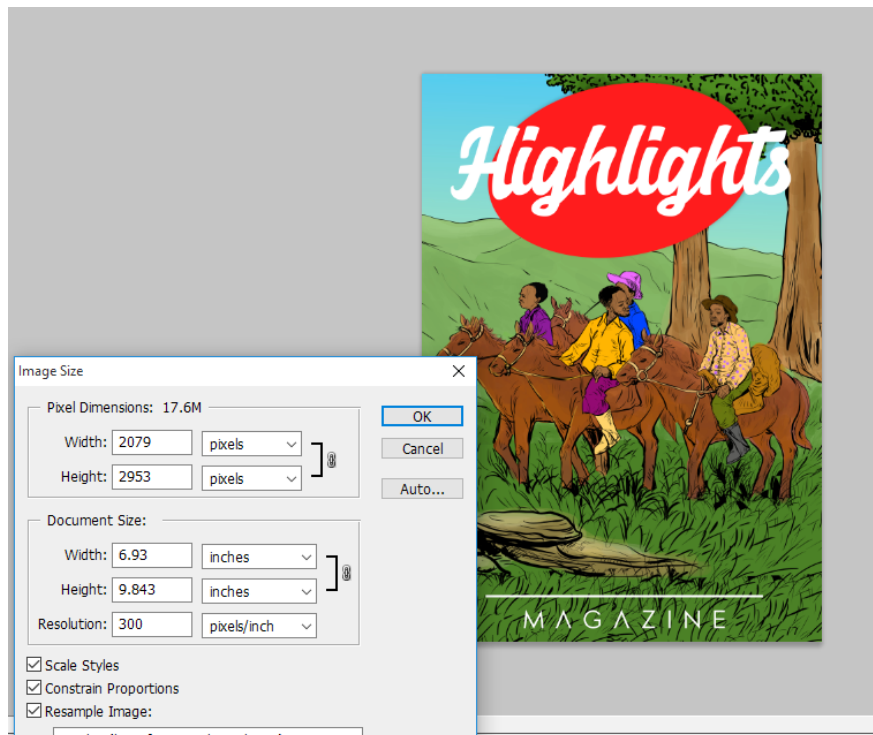 Highlights
MAGAZINE
Image Size
Pixel Dimensions: 17.6M
Width: 2079 pixels
Height: 2953 pixels
OK
Cancel
Auto...
Document Size:
Width: 6.93 inches
Height: 9.843 inches
Resolution: 300 pixels/inch
Scale Styles
Constrain Proportions
Resample Image: